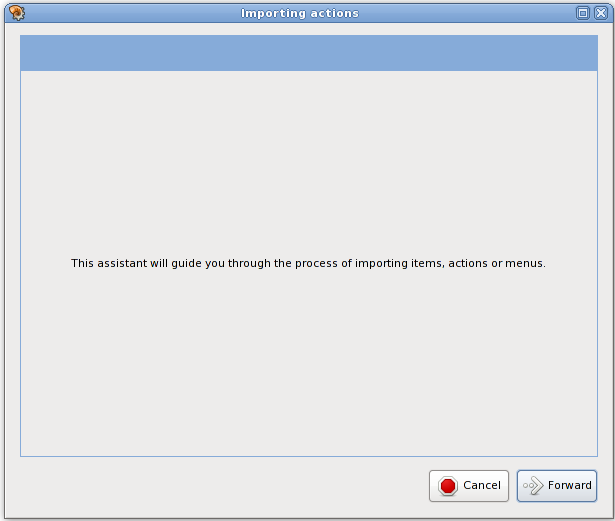 Importing actions
This assistant will guide you through the process of importing items, actions or menus.
Cancel
Forward